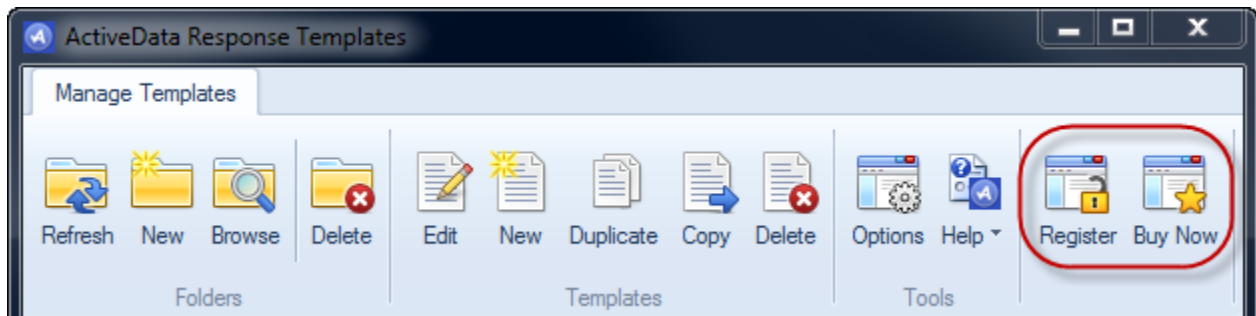 ActiveData Response Templates
Manage Templates
Refresh New Browse Delete Edit New Duplicate Copy Delete Options Help Register Buy Now
Folders Templates Tools